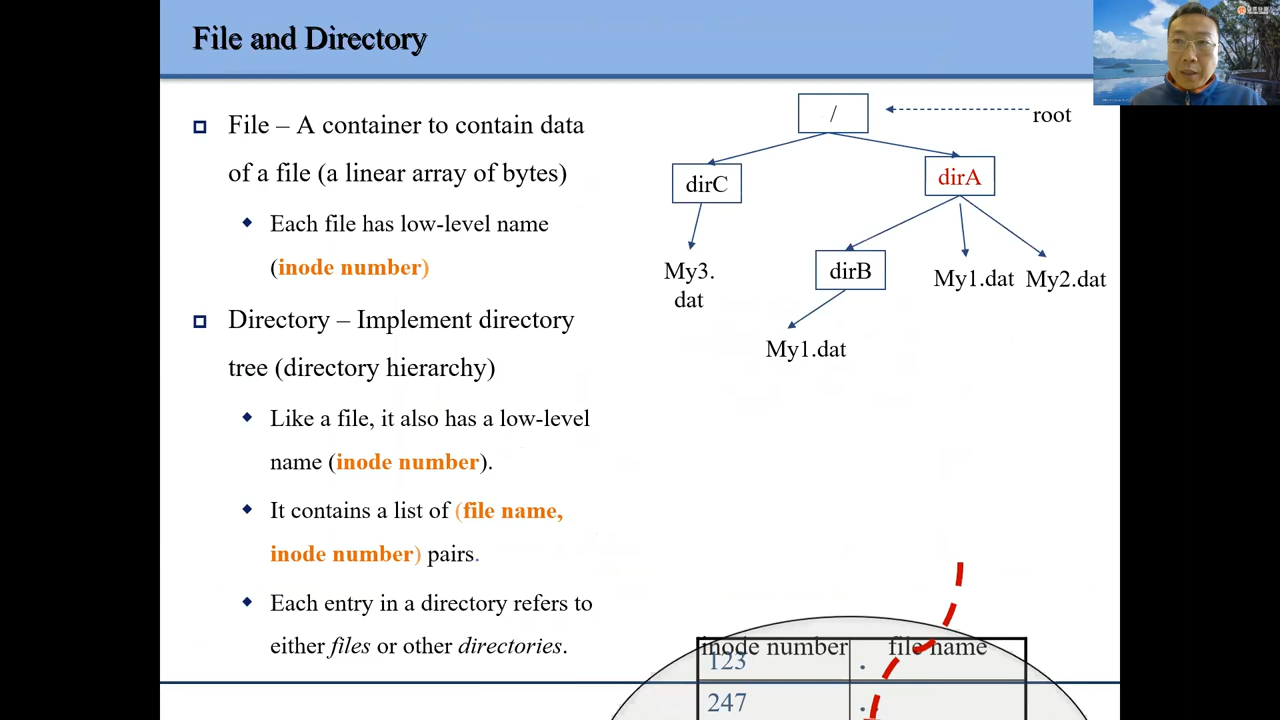 File and Directory
File – A container to contain data
of a file (a linear array of bytes)
Each file has low-level name
(inode number)
Directory – Implement directory
tree (directory hierarchy)
Like a file, it also has a low-level
name (inode number).
It contains a list of (file name,
inode number) pairs.
Each entry in a directory refers to
either files or other directories.
/
root
dirC
dirA
My3.
dat
dirB
My1.dat
My2.dat
My1.dat
inode number
file name
123
.
247